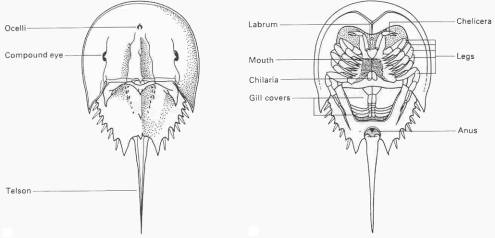 Ocelli
Compound eye
Telson
Labrum
Chelicera
Legs
Mouth
Chilaria
Gill covers
Anus